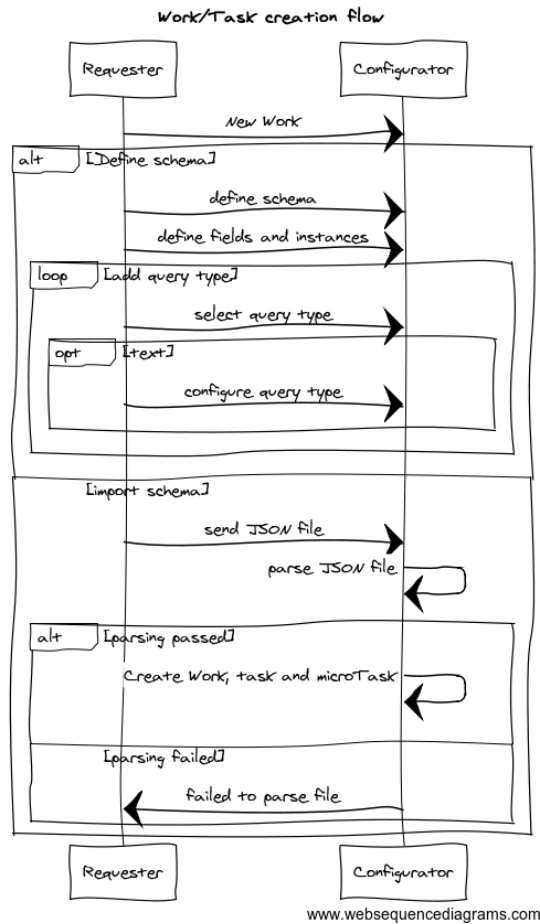 Work/Task creation flow
Requester
Configurator
New Work
alt
[Define schema]
define schema
define fields and instances
loop
[add query type]
select query type
opt
[text]
configure query type
[import schema]
send JSON file
parse JSON file
alt
[parsing passed]
Create Work, task and microTask
[parsing failed]
failed to parse file
Requester
Configurator
www.websequencediagrams.com